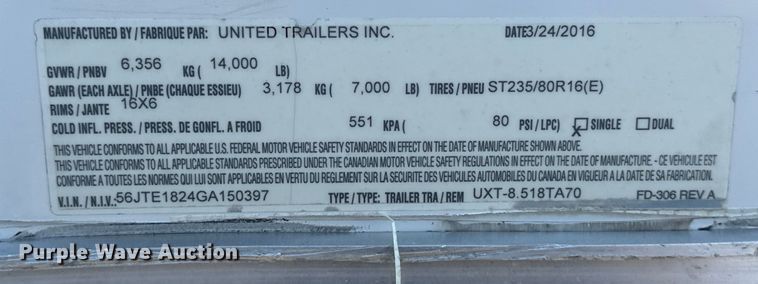 MANUFACTURED BY / FABRIQUE PAR: UNITED TRAILERS INC. DATE3/24/2016
GVWR / PNBV 6,356 KG ( 14,000 LB)
GAWR (EACH AXLE) / PNBE (CHAQUE ESSIEU) 3,178 KG ( 7,000 LB) TIRES / PNEU ST235/80R16(E)
RIMS / JANTE 16X6
COLD INFL. PRESS. / PRESS. DE GONFL. A FROID 551 KPA ( 80 PSI / LPC) X SINGLE DUAL
THIS VEHICLE CONFORMS TO ALL APPLICABLE U.S. FEDERAL MOTOR VEHICLE SAFETY STANDARDS IN EFFECT ON THE DATE OF MANUFACTURE SHOWN ABOVE.
THIS VEHICLE CONFORMS TO ALL APPLICABLE STANDARDS PRESCRIBED UNDER THE CANADIAN MOTOR VEHICLE SAFETY REGULATIONS IN EFFECT ON THE DATE OF MANUFACTURE. - CE VEHICULE EST
CONFORME A TOUTES LES NORMES QUI LUI SONT APPLICABLES EN VERTU DU REGLEMENT SUR LA SECURITE DES VEHICULES AUTOMOBILES DU CANADA EN VIGUEUR A LA DATE DE SA FABRICATION.
V.I.N. / N.I.V.: 56JTE1824GA150397 TYPE / TYPE: TRAILER TRA / REM UXT-8.518TA70 FD-306 REV A
Purple Wave Auction